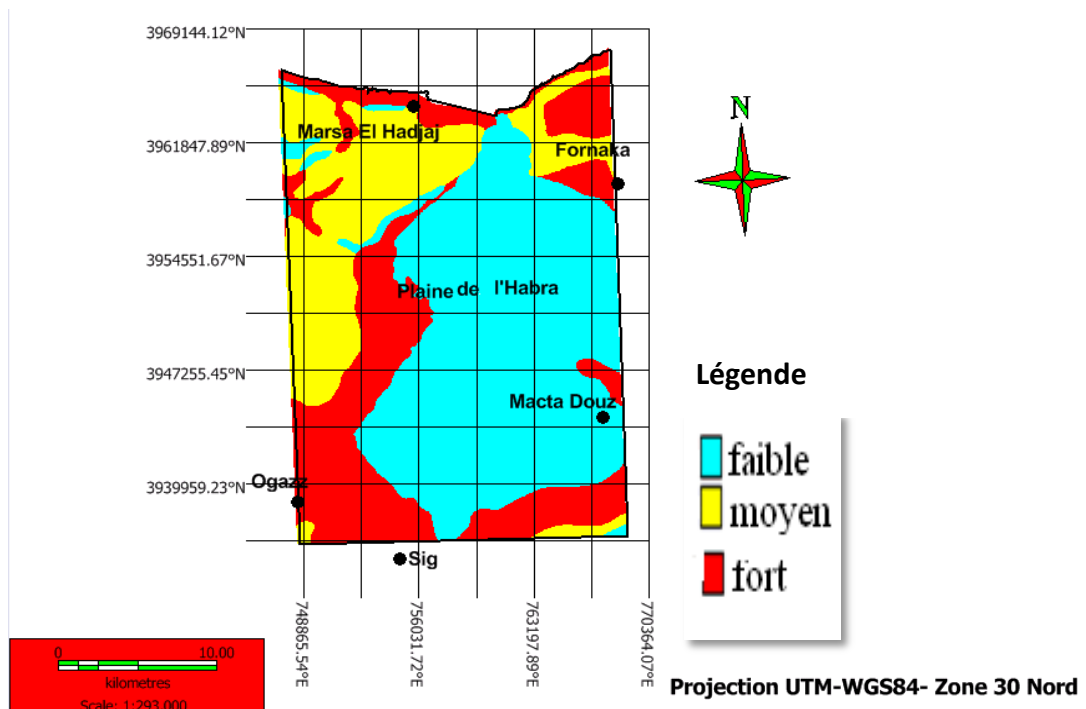 3969144.12°N
3961847.89°N
3954551.67°N
3947255.45°N
3939959.23°N
Marsa El Hadjaj
Fornaka
Plaine de l'Habra
Macta Douz
Ogazz
Sig
748865.54°E
756031.72°E
763197.89°E
770364.07°E
N
Légende
faible
moyen
fort
0 10.00
kilometres
Scale: 1:293,000
Projection UTM-WGS84- Zone 30 Nord